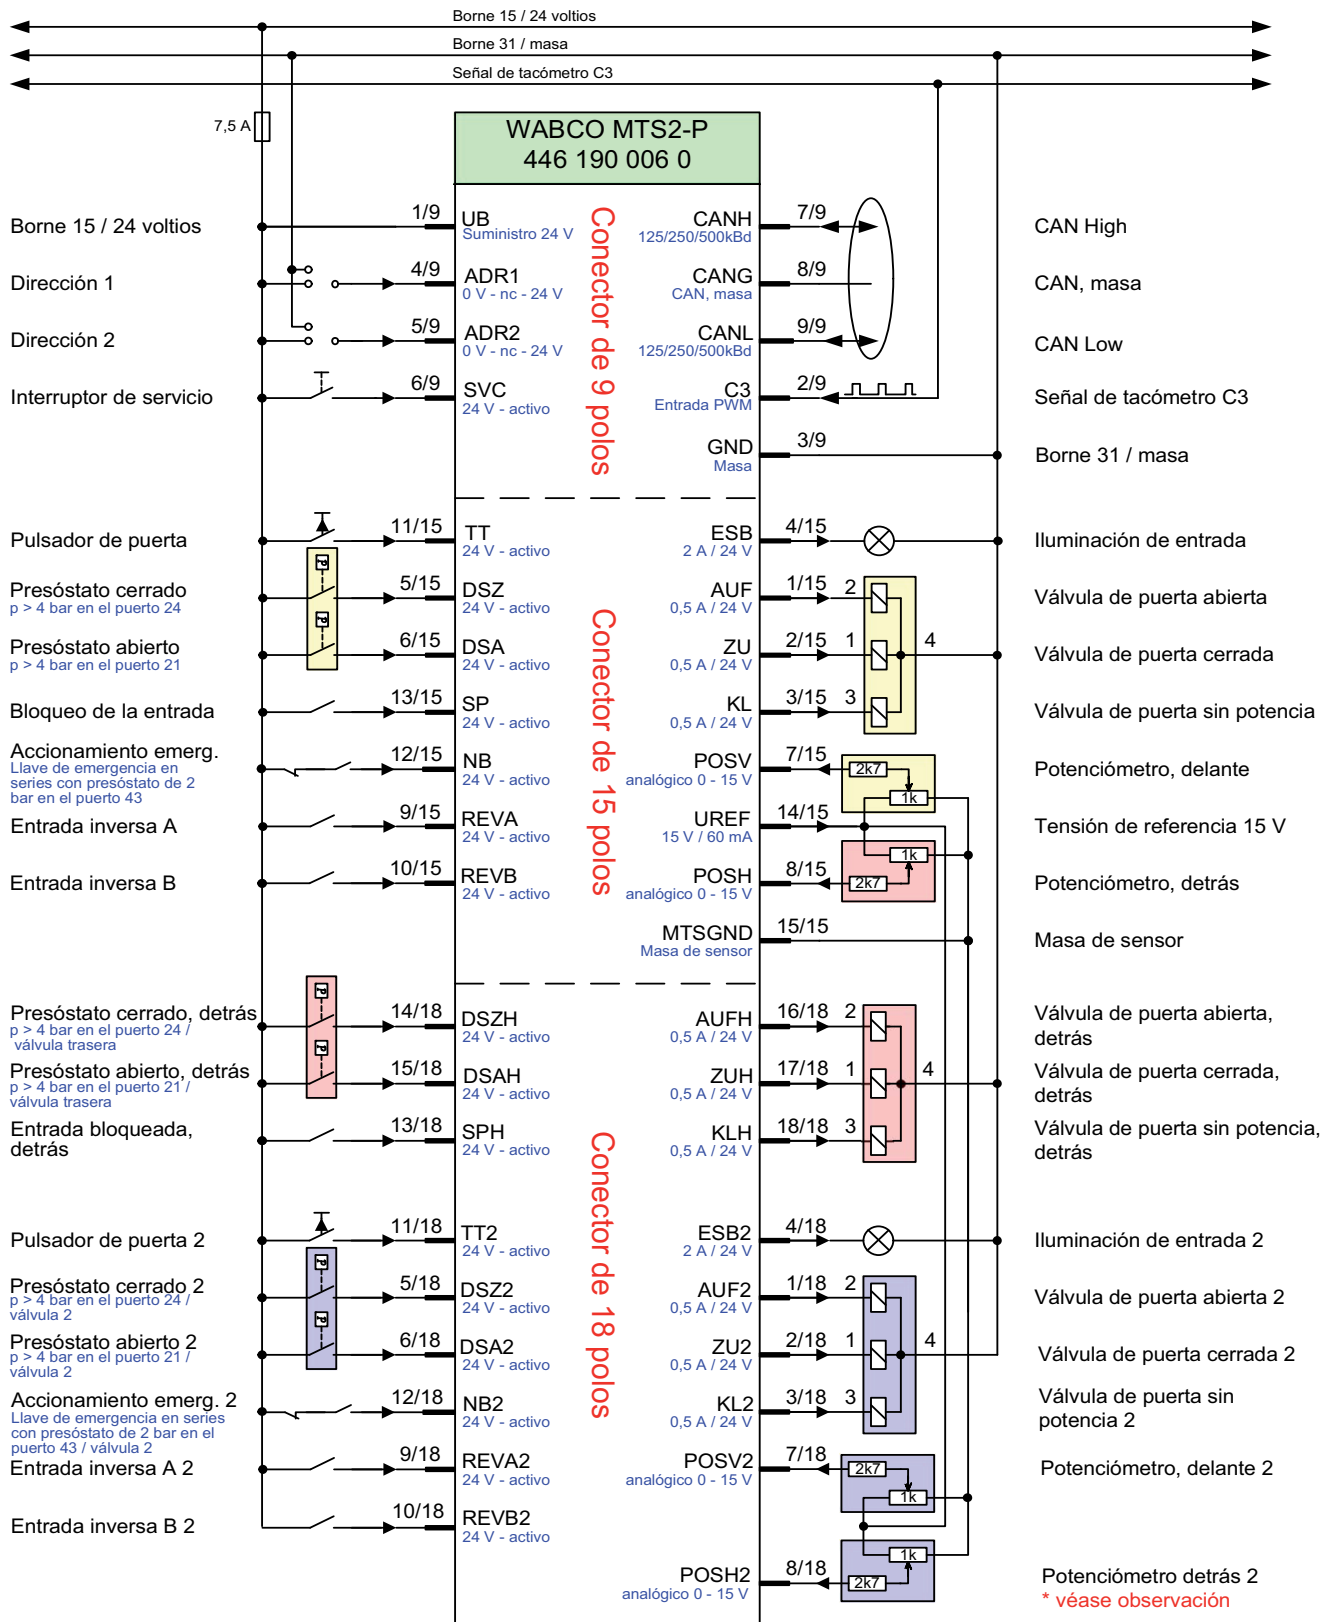 Borne 15 / 24 voltios
Borne 31 / masa
Señal de tacómetro C3
7,5 A
WABCO MTS2-P
446 190 006 0
Conector de 9 polos
Borne 15 / 24 voltios
1/9
UB
Suministro 24 V
CANH
125/250/500kBd
7/9
CAN High
Dirección 1
4/9
ADR1
0 V - nc - 24 V
CANG
CAN, masa
8/9
CAN, masa
Dirección 2
5/9
ADR2
0 V - nc - 24 V
CANL
125/250/500kBd
9/9
CAN Low
Interruptor de servicio
6/9
SVC
24 V - activo
C3
Entrada PWM
2/9
Señal de tacómetro C3
GND
Masa
3/9
Borne 31 / masa
Conector de 15 polos
Pulsador de puerta
11/15
TT
24 V - activo
ESB
2 A / 24 V
4/15
Iluminación de entrada
Presóstato cerrado
p > 4 bar en el puerto 24
P
5/15
DSZ
24 V - activo
AUF
0,5 A / 24 V
1/15
2
Válvula de puerta abierta
Presóstato abierto
p > 4 bar en el puerto 21
P
6/15
DSA
24 V - activo
ZU
0,5 A / 24 V
2/15
1
4
Válvula de puerta cerrada
Bloqueo de la entrada
13/15
SP
24 V - activo
KL
0,5 A / 24 V
3/15
3
Válvula de puerta sin potencia
Accionamiento emerg.
Llave de emergencia en
series con presóstato de 2
bar en el puerto 43
12/15
NB
24 V - activo
POSV
analógico 0 - 15 V
7/15
2k7
1k
Potenciómetro, delante
Entrada inversa A
9/15
REVA
24 V - activo
UREF
15 V / 60 mA
14/15
Tensión de referencia 15 V
Entrada inversa B
10/15
REVB
24 V - activo
POSH
analógico 0 - 15 V
8/15
1k
2k7
Potenciómetro, detrás
MTSGND
Masa de sensor
15/15
Masa de sensor
Conector de 18 polos
Presóstato cerrado, detrás
p > 4 bar en el puerto 24 /
válvula trasera
P
14/18
DSZH
24 V - activo
AUFH
0,5 A / 24 V
16/18
2
Válvula de puerta abierta,
detrás
Presóstato abierto, detrás
p > 4 bar en el puerto 21 /
válvula trasera
P
15/18
DSAH
24 V - activo
ZUH
0,5 A / 24 V
17/18
1
4
Válvula de puerta cerrada,
detrás
Entrada bloqueada,
detrás
13/18
SPH
24 V - activo
KLH
0,5 A / 24 V
18/18
3
Válvula de puerta sin potencia,
detrás
Pulsador de puerta 2
11/18
TT2
24 V - activo
ESB2
2 A / 24 V
4/18
Iluminación de entrada 2
Presóstato cerrado 2
p > 4 bar en el puerto 24 /
válvula 2
P
5/18
DSZ2
24 V - activo
AUF2
0,5 A / 24 V
1/18
2
Válvula de puerta abierta 2
Presóstato abierto 2
p > 4 bar en el puerto 21 /
válvula 2
P
6/18
DSA2
24 V - activo
ZU2
0,5 A / 24 V
2/18
1
4
Válvula de puerta cerrada 2
Accionamiento emerg. 2
Llave de emergencia en series
con presóstato de 2 bar en el
puerto 43 / válvula 2
12/18
NB2
24 V - activo
KL2
0,5 A / 24 V
3/18
3
Válvula de puerta sin
potencia 2
Entrada inversa A 2
9/18
REVA2
24 V - activo
POSV2
analógico 0 - 15 V
7/18
2k7
1k
Potenciómetro, delante 2
Entrada inversa B 2
10/18
REVB2
24 V - activo
POSH2
analógico 0 - 15 V
8/18
1k
2k7
Potenciómetro detrás 2
* véase observación